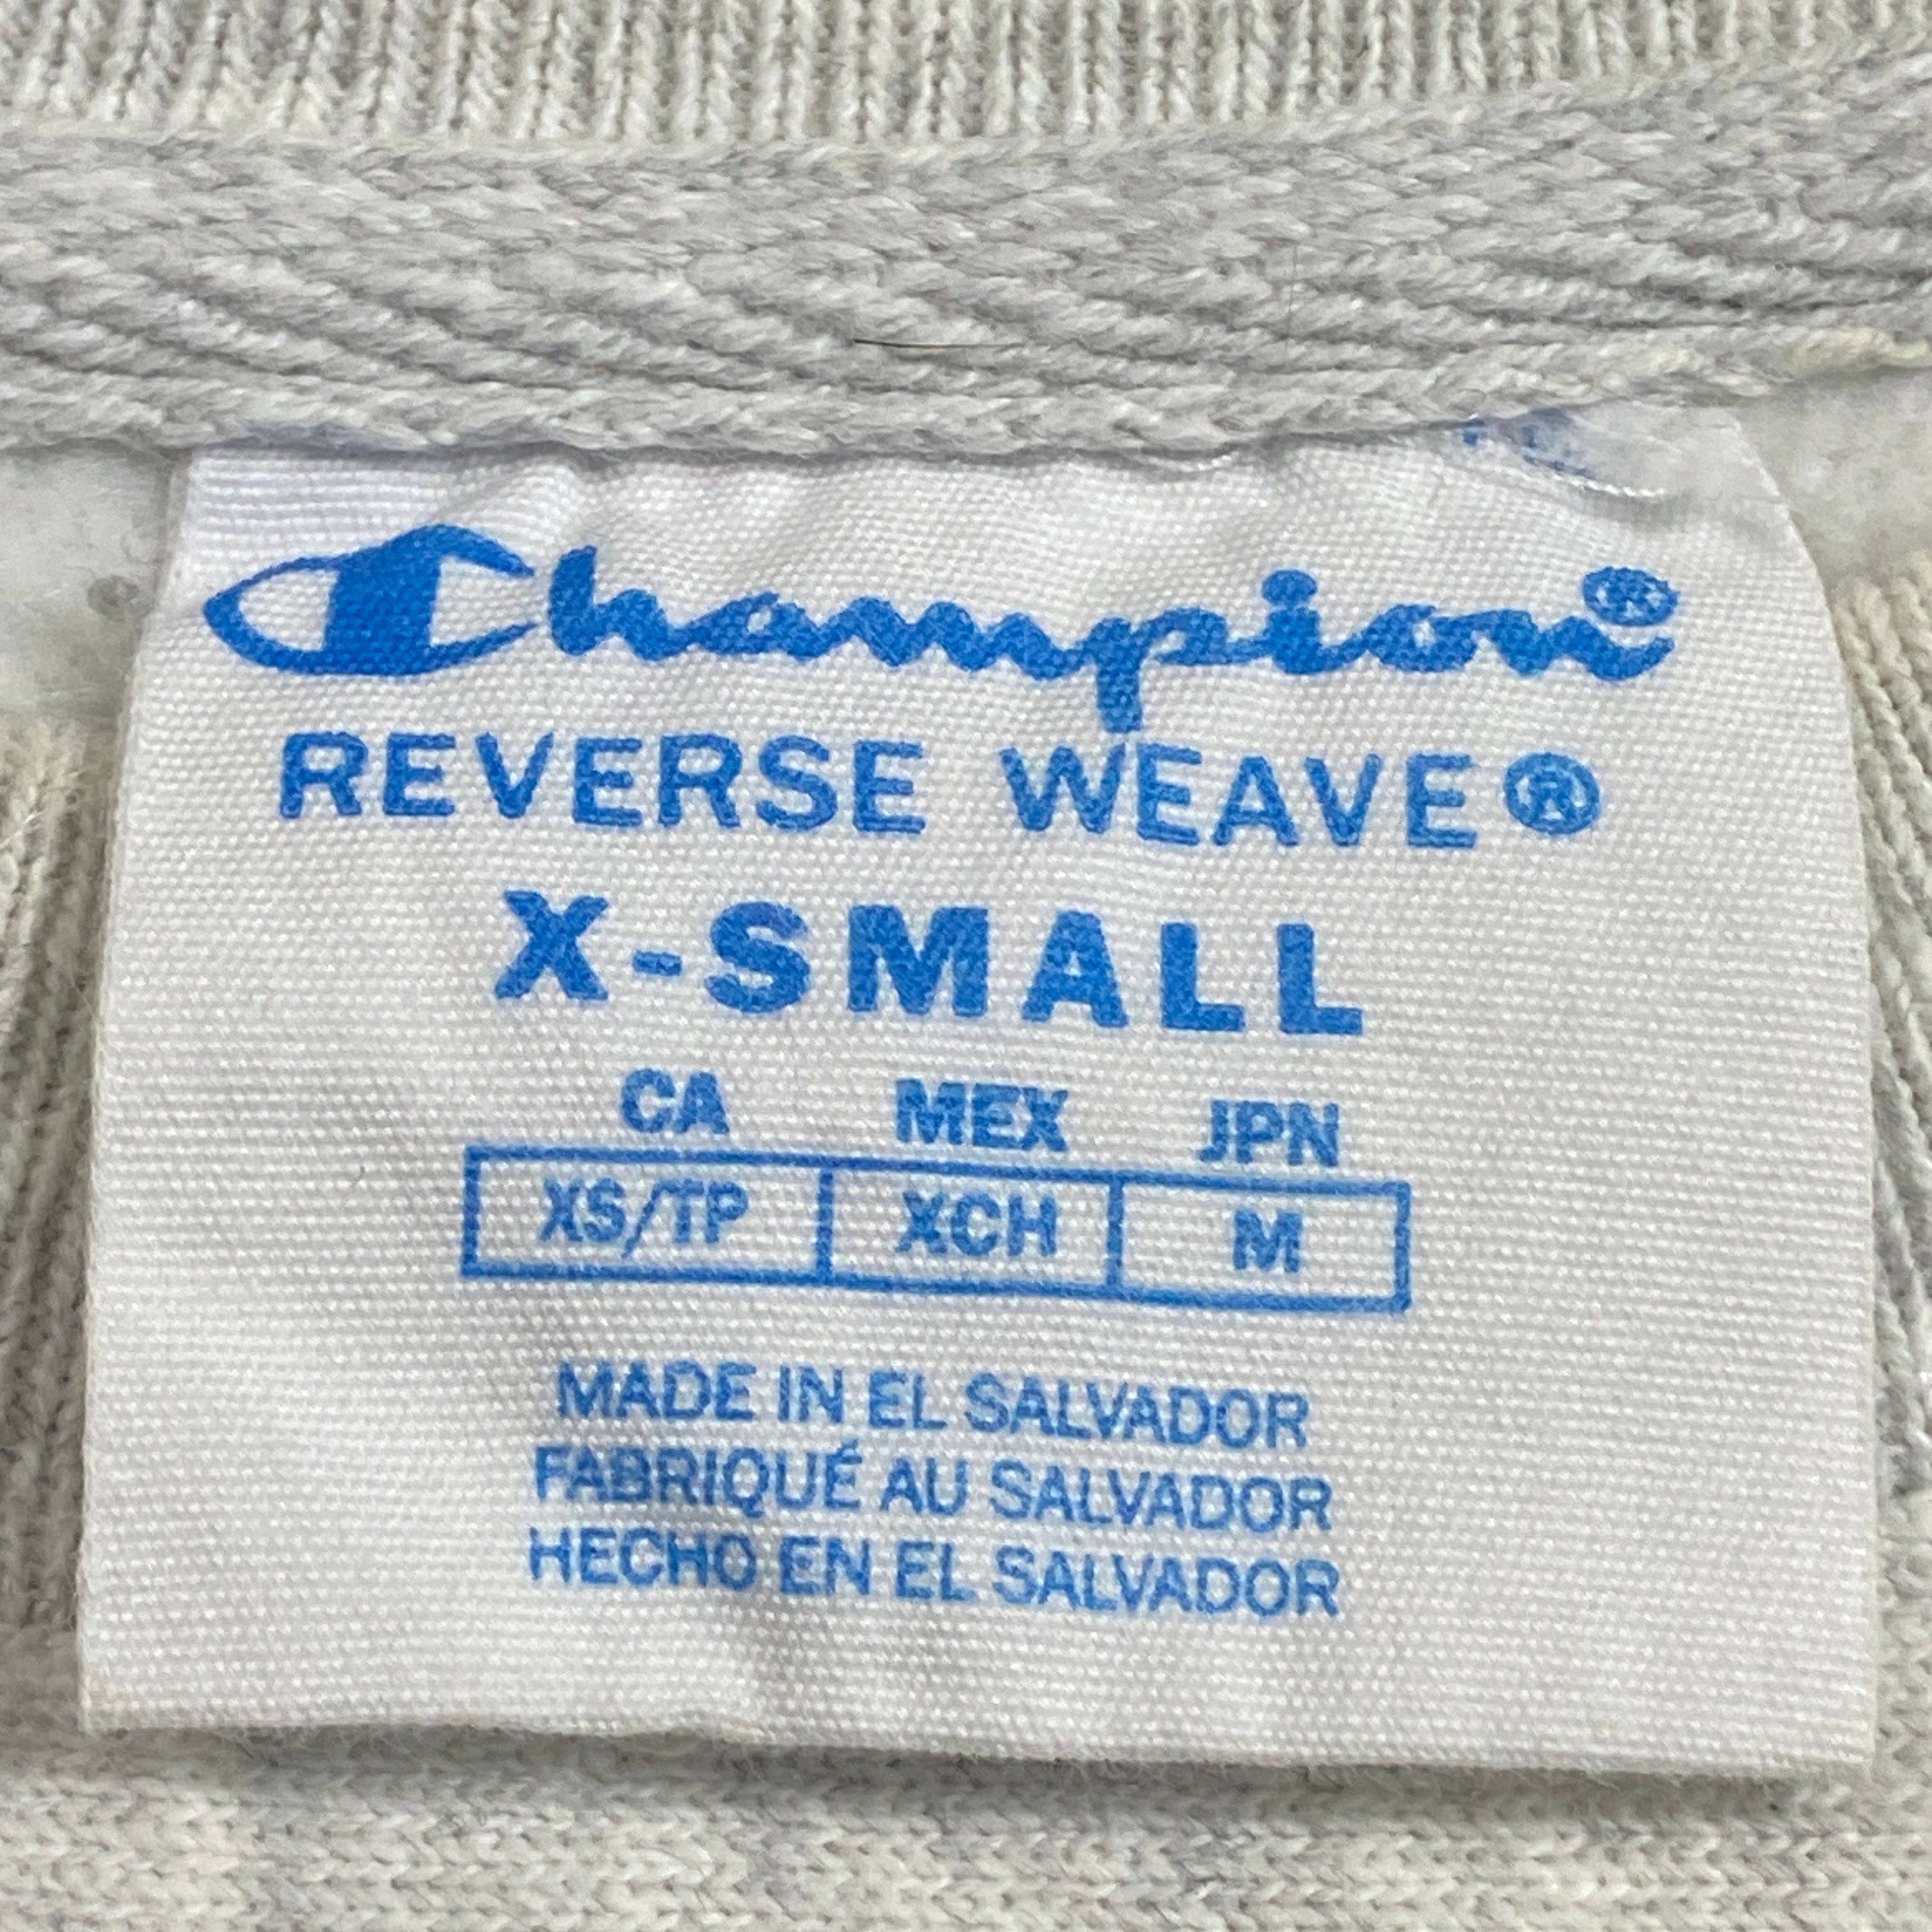 Champion®
REVERSE WEAVE®
X-SMALL
CA MEX JPN
XS/TP XCH M
MADE IN EL SALVADOR
FABRIQUÉ AU SALVADOR
HECHO EN EL SALVADOR